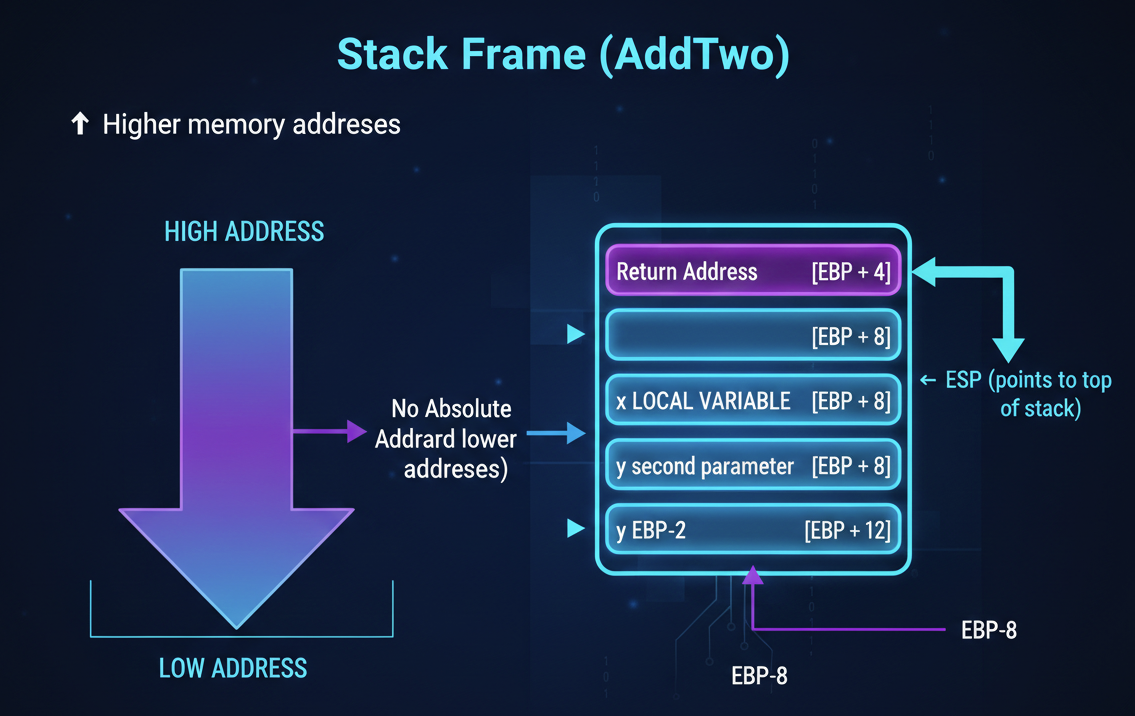 Stack Frame (AddTwo)
↑ Higher memory addreses
HIGH ADDRESS
No Absolute
Addrard lower
addreses)
LOW ADDRESS
Return Address [EBP + 4]
[EBP + 8]
x LOCAL VARIABLE [EBP + 8]
y second parameter [EBP + 8]
y EBP-2 [EBP + 12]
← ESP (points to top
of stack)
EBP-8
EBP-8